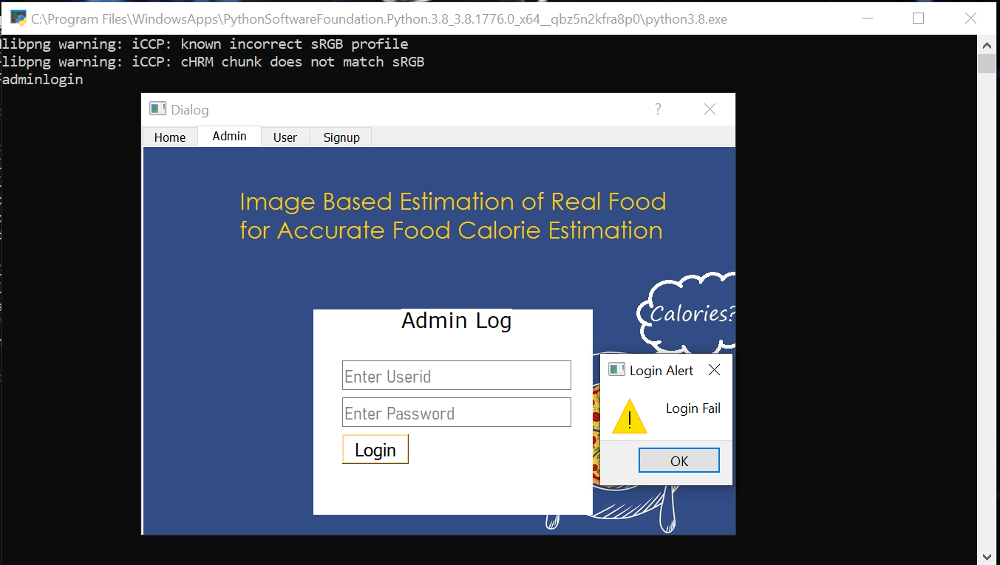 C:\Program Files\WindowsApps\PythonSoftwareFoundation.Python.3.8_3.8.1776.0_x64__qbz5n2kfra8p0\python3.8.exe
libpng warning: iCCP: known incorrect sRGB profile
libpng warning: iCCP: cHRM chunk does not match sRGB
adminlogin
Dialog
Home Admin User Signup
Image Based Estimation of Real Food
for Accurate Food Calorie Estimation
Calories?
Admin Log
Enter Userid
Enter Password
Login
Login Alert
Login Fail
OK